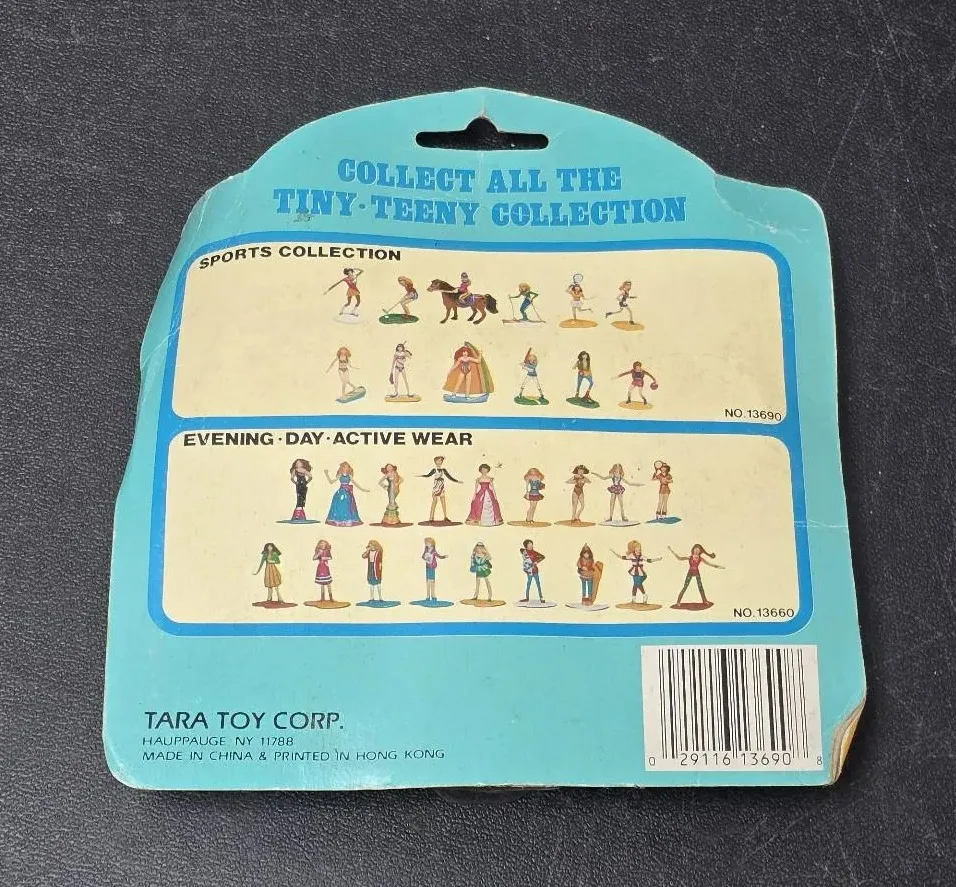 COLLECT ALL THE
TINY·TEENY COLLECTION
SPORTS COLLECTION
NO.13690
EVENING·DAY·ACTIVE WEAR
NO.13660
TARA TOY CORP.
HAUPPAUGE NY 11788
MADE IN CHINA & PRINTED IN HONG KONG
0 29116 13690 8